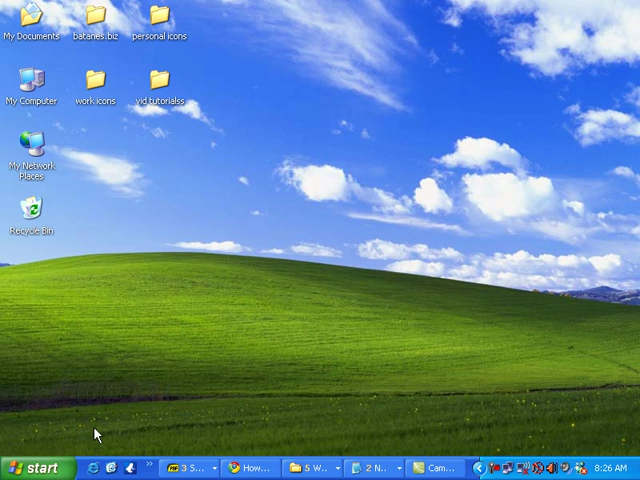 My Documents
batanes.biz
personal icons
My Computer
work icons
vid tutorialss
My Network
Places
Recycle Bin
start
3 S...
How...
5 W...
2 N...
Cam...
8:26 AM